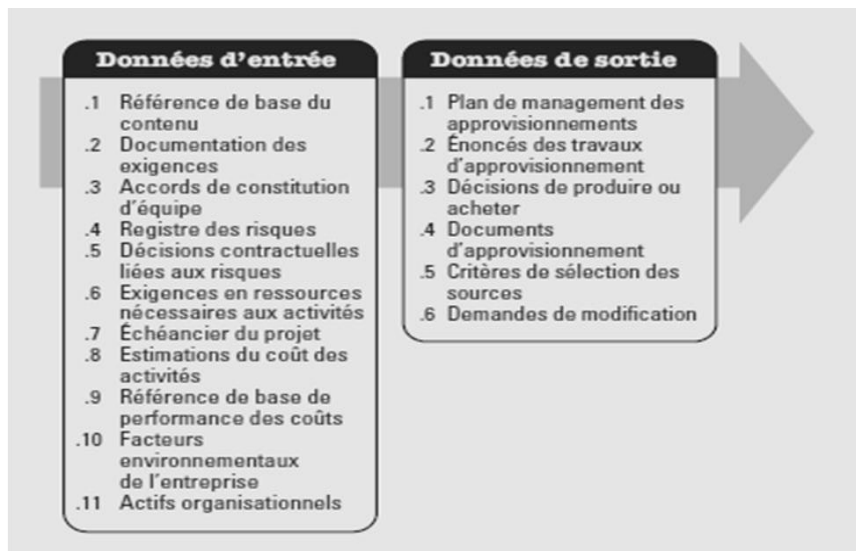 Données d'entrée
.1 Référence de base du
contenu
.2 Documentation des
exigences
.3 Accords de constitution
d'équipe
.4 Registre des risques
.5 Décisions contractuelles
liées aux risques
.6 Exigences en ressources
nécessaires aux activités
.7 Échéancier du projet
.8 Estimations du coût des
activités
.9 Référence de base de
performance des coûts
.10 Facteurs
environnementaux
de l'entreprise
.11 Actifs organisationnels
Données de sortie
.1 Plan de management des
approvisionnements
.2 Énoncés des travaux
d'approvisionnement
.3 Décisions de produire ou
acheter
.4 Documents
d'approvisionnement
.5 Critères de sélection des
sources
.6 Demandes de modification